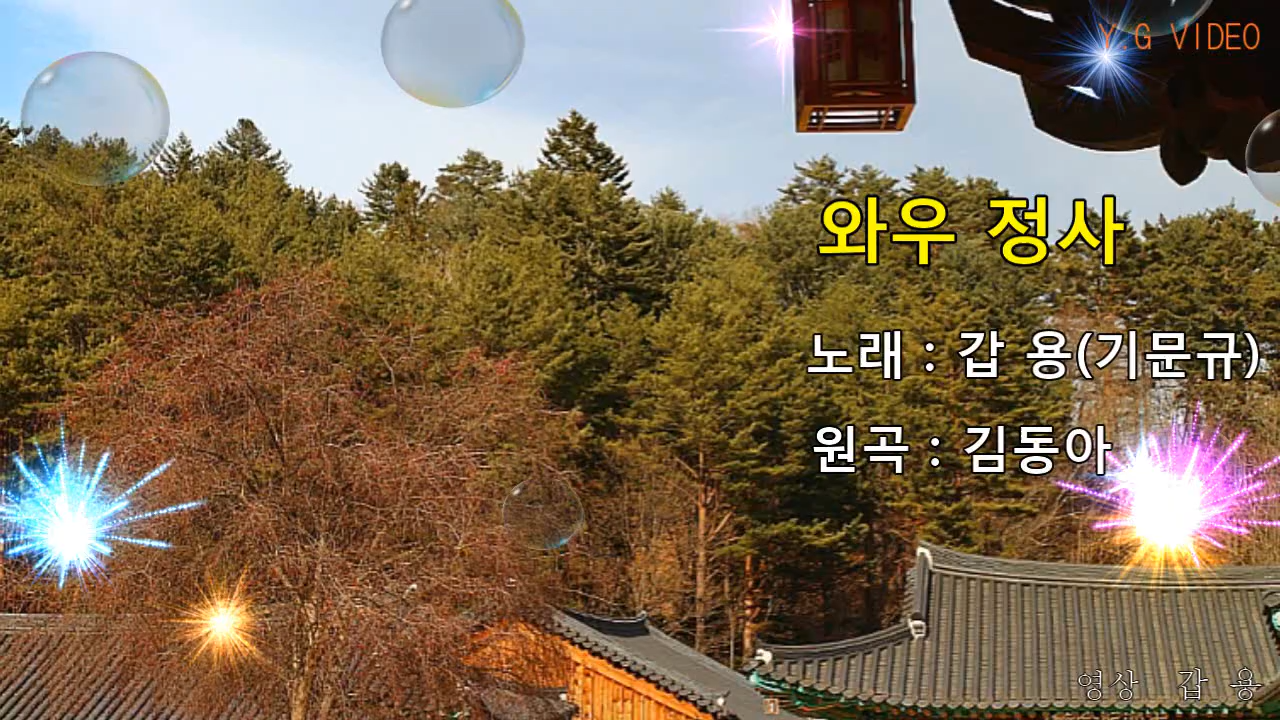 Y.G VIDEO
와우 정사
노래 : 갑 용(기문규)
원곡 : 김동아
영상 갑 용